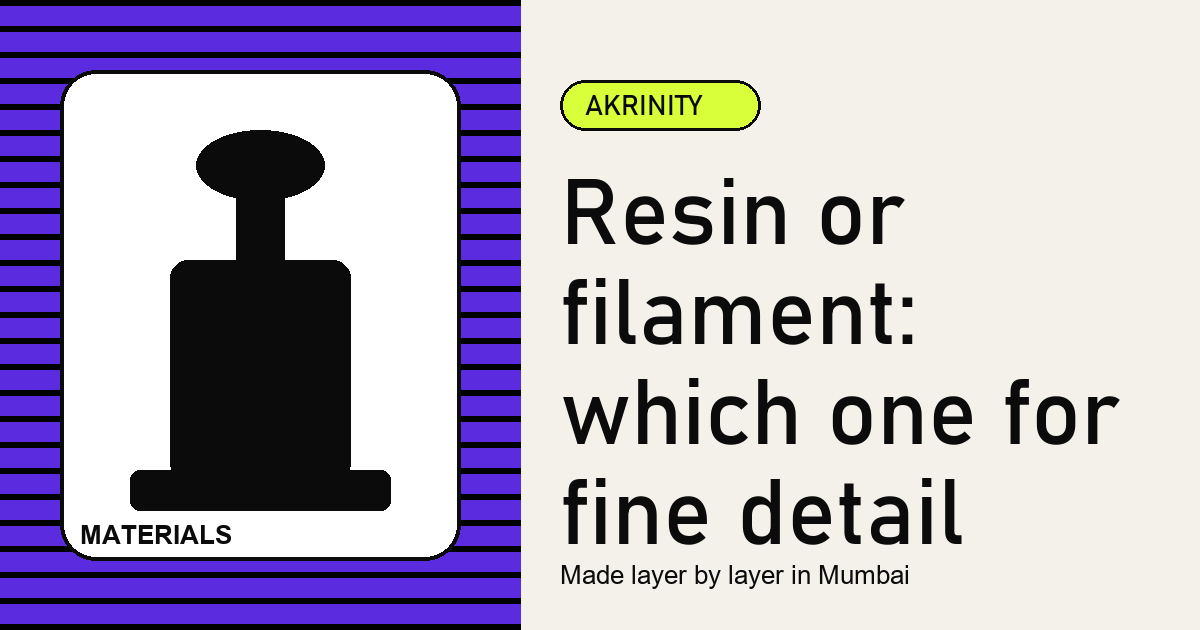 AKRINITY
Resin or
filament:
which one for
fine detail
Made layer by layer in Mumbai
MATERIALS